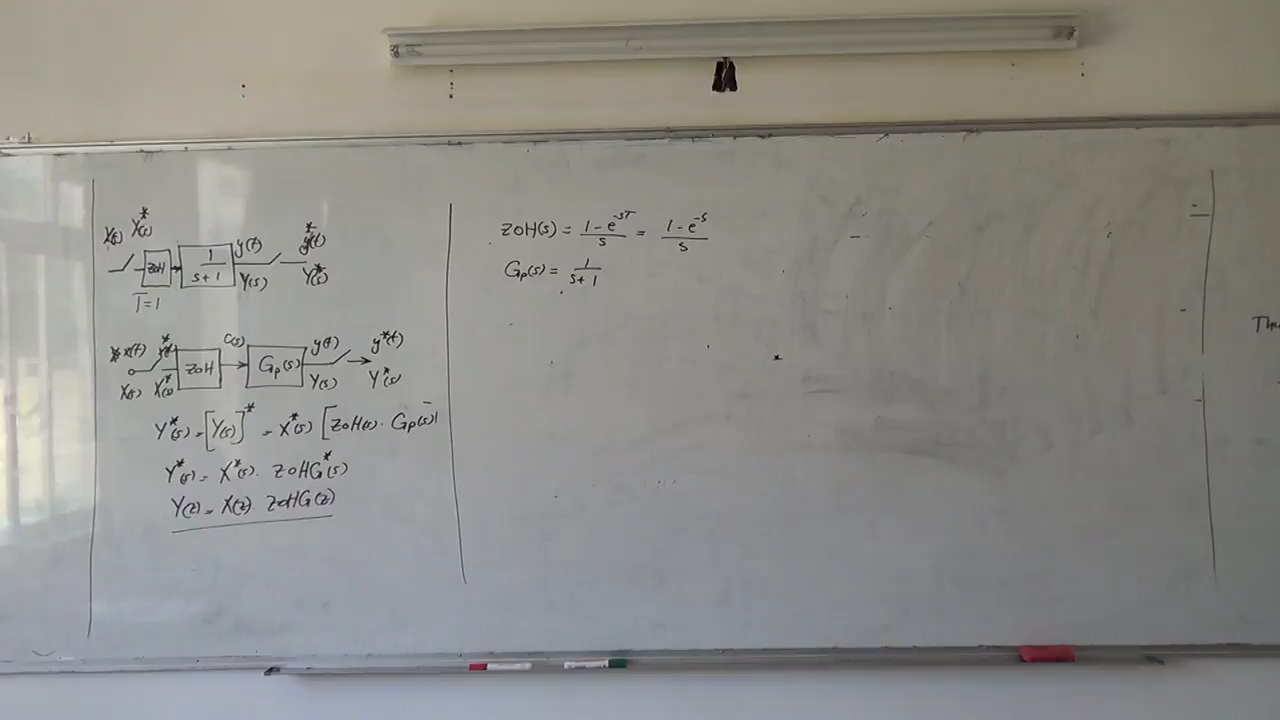 X(s) X*(s)
ZOH 1/(s+1) y(t) y*(t)
Y(s) Y*(s)
T=1
x(t) C(s) y(t) y*(t)
ZOH Gp(s)
X(s) X*(s) Y(s) Y*(s)
Y*(s) = [Y(s)]* = X*(s) [ZOH(s). Gp(s)]
Y*(s) = X*(s). ZOHG*(s)
Y(z) = X(z). ZOHG(z)
ZOH(s) = (1-e^-sT)/s = (1-e^-s)/s
Gp(s) = 1/(s+1)